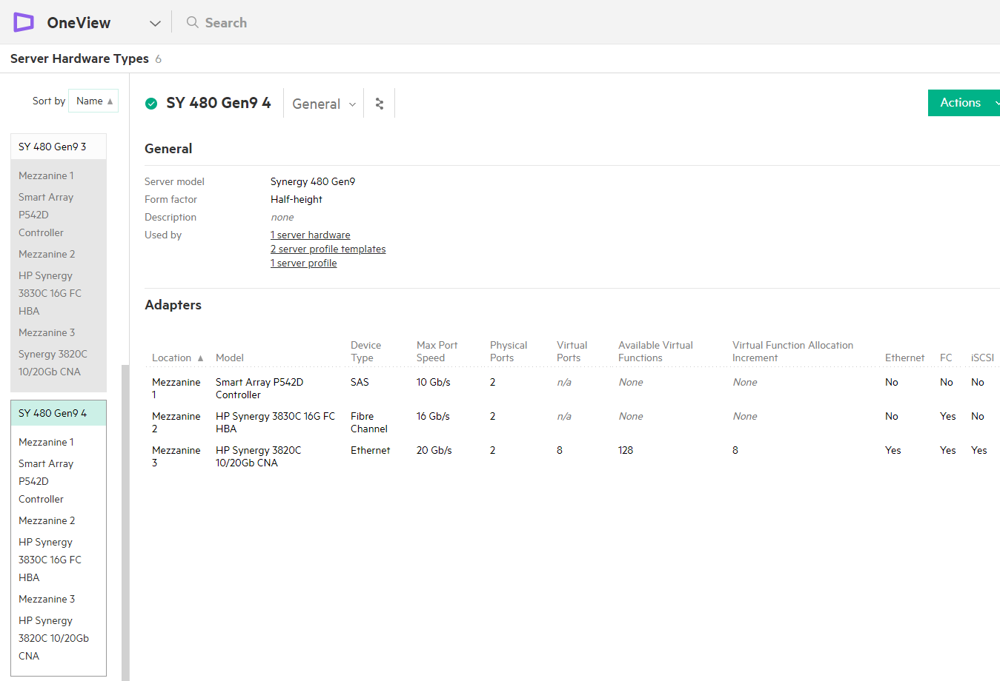 OneView
Search
Server Hardware Types 6
Sort by Name
SY 480 Gen9 3
Mezzanine 1
Smart Array
P542D
Controller
Mezzanine 2
HP Synergy
3830C 16G FC
HBA
Mezzanine 3
Synergy 3820C
10/20Gb CNA
SY 480 Gen9 4
Mezzanine 1
Smart Array
P542D
Controller
Mezzanine 2
HP Synergy
3830C 16G FC
HBA
Mezzanine 3
HP Synergy
3820C 10/20Gb
CNA
SY 480 Gen9 4
General
Actions
General
Server model Synergy 480 Gen9
Form factor Half-height
Description none
Used by 1 server hardware
2 server profile templates
1 server profile
Adapters
Device Max Port Physical Virtual Available Virtual Virtual Function Allocation
Location Model Type Speed Ports Ports Functions Increment Ethernet FC iSCSI
Mezzanine Smart Array P542D SAS 10 Gb/s 2 n/a None None No No No
1 Controller
Mezzanine HP Synergy 3830C 16G FC Fibre 16 Gb/s 2 n/a None None No Yes No
2 HBA Channel
Mezzanine HP Synergy 3820C Ethernet 20 Gb/s 2 8 128 8 Yes Yes Yes
3 10/20Gb CNA